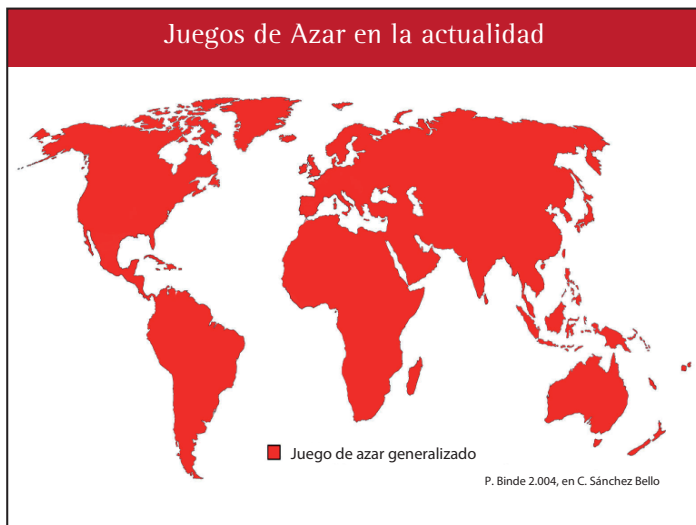 Juegos de Azar en la actualidad
Juego de azar generalizado
P. Binde 2.004, en C. Sánchez Bello